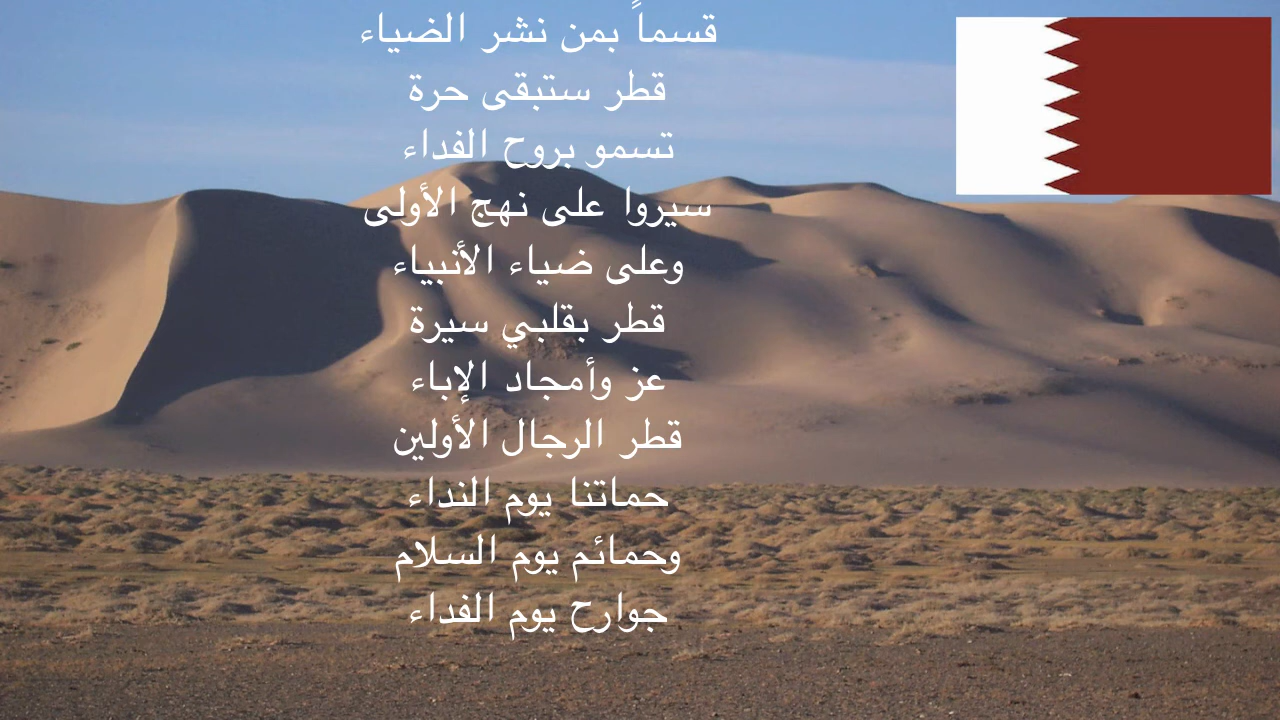 قسماً بمن نشر الضياء
قطر ستبقى حرة
تسمو بروح الفداء
سيروا على نهج الأولى
وعلى ضياء الأنبياء
قطر بقلبي سيرة
عز وأمجاد الإباء
قطر الرجال الأولين
حماتنا يوم النداء
وحمائم يوم السلام
جوارح يوم الفداء